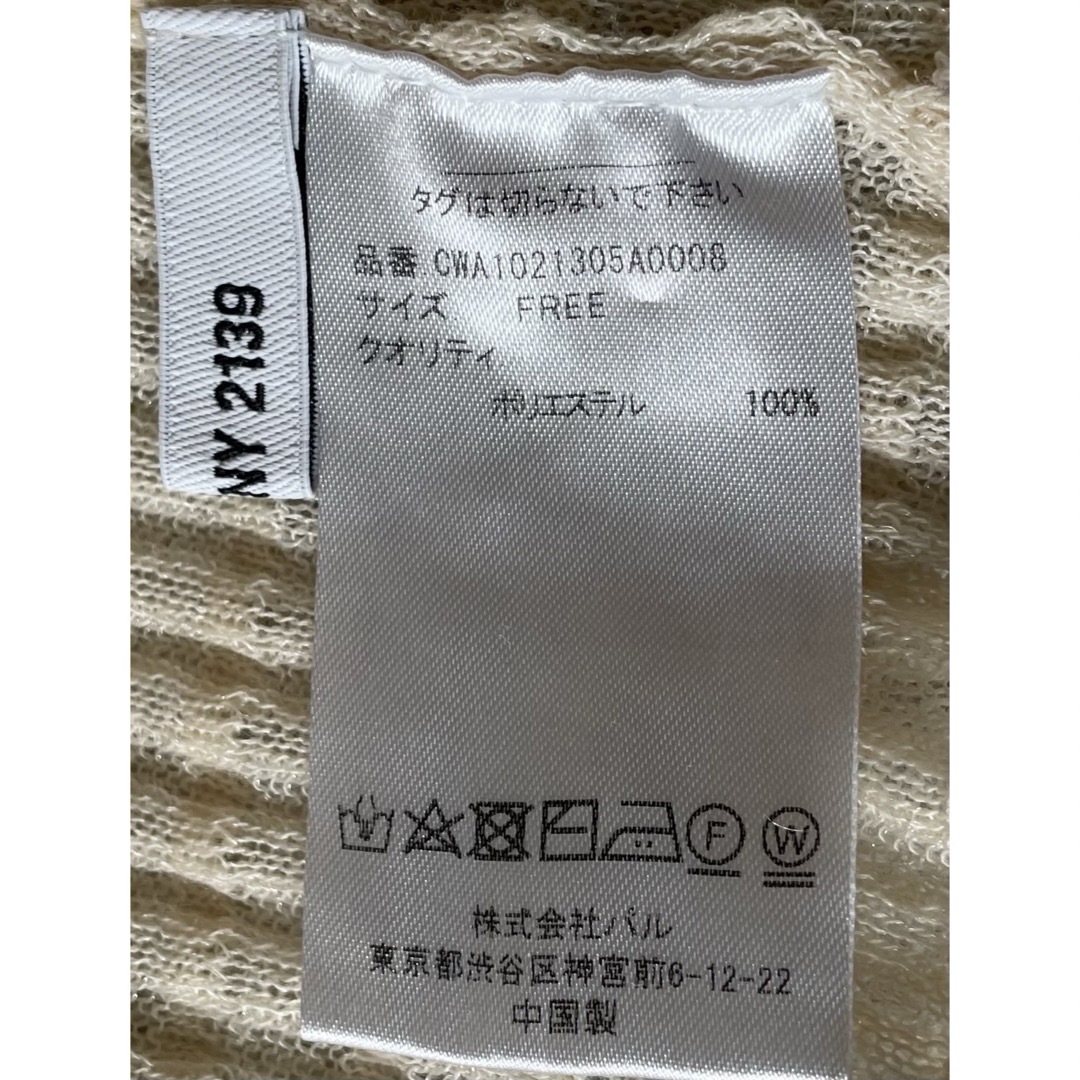 NY 2139
タグは切らないで下さい
品番 CWA1021305A0008
サイズ FREE
クオリティ
ポリエステル 100%
F W
株式会社パル
東京都渋谷区神宮前6-12-22
中国製